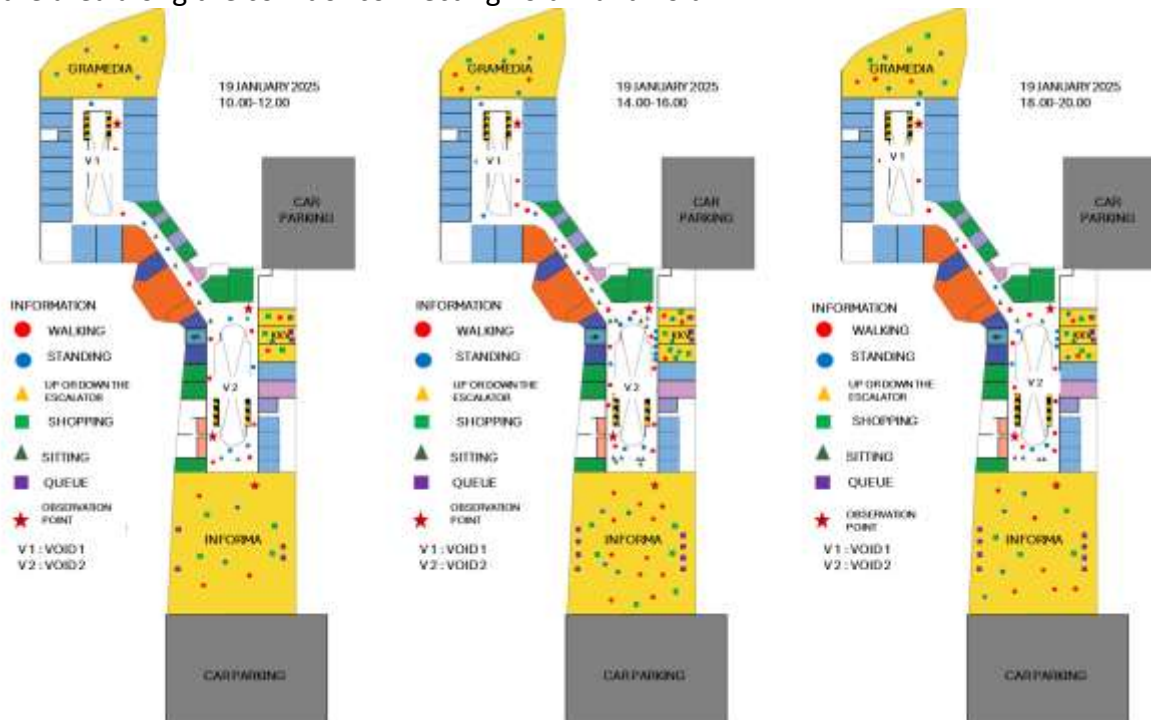 GRAMEDIA
19 JANUARY 2025
10.00-12.00
V 1
CAR
PARKING
INFORMATION
WALKING
STANDING
UP OR DOWN THE
ESCALATOR
SHOPPING
SITTING
QUEUE
OBSERVATION
POINT
V 1 : VOID 1
V 2 : VOID 2
KKV
V 2
INFORMA
CAR PARKING
GRAMEDIA
19 JANUARY 2025
14.00-16.00
V 1
CAR
PARKING
INFORMATION
WALKING
STANDING
UP OR DOWN THE
ESCALATOR
SHOPPING
SITTING
QUEUE
OBSERVATION
POINT
V 1 : VOID 1
V 2 : VOID 2
KKV
V 2
INFORMA
CAR PARKING
GRAMEDIA
19 JANUARY 2025
18.00-20.00
V 1
CAR
PARKING
INFORMATION
WALKING
STANDING
UP OR DOWN THE
ESCALATOR
SHOPPING
SITTING
QUEUE
OBSERVATION
POINT
V 1 : VOID 1
V 2 : VOID 2
KKV
V 2
INFORMA
CAR PARKING